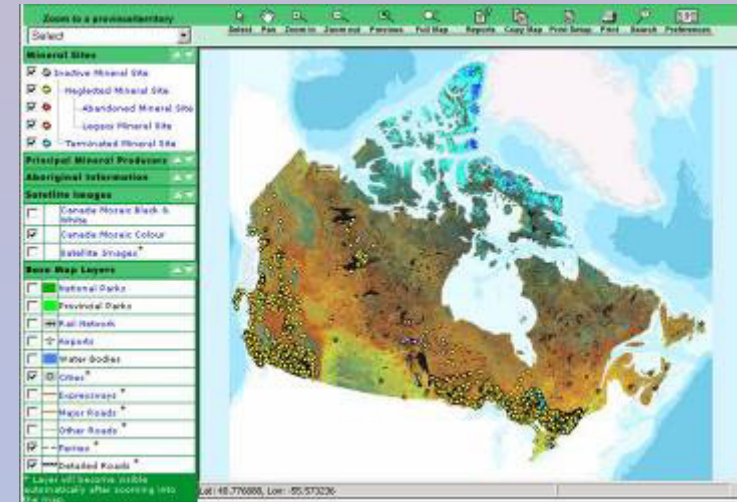 Zoom to a province/territory
Select
Select Pan Zoom in Zoom out Previous Full Map Reports Copy Map Print Setup Print Search Preferences
Mineral Sites
Inactive Mineral Site
Neglected Mineral Site
Abandoned Mineral Site
Legacy Mineral Site
Terminated Mineral Site
Principal Mineral Producers
Aboriginal Information
Satellite Images
Canada Mosaic Black &
White
Canada Mosaic Colour
Satellite Images *
Base Map Layers
National Parks
Provincial Parks
Rail Network
Airports
Water Bodies
Cities *
Expressways *
Major Roads *
Other Roads *
Ferries *
Detailed Roads *
* Layer will become visible
automatically after zooming into
the map.
Lat: 40.776888, Lon: -55.573236